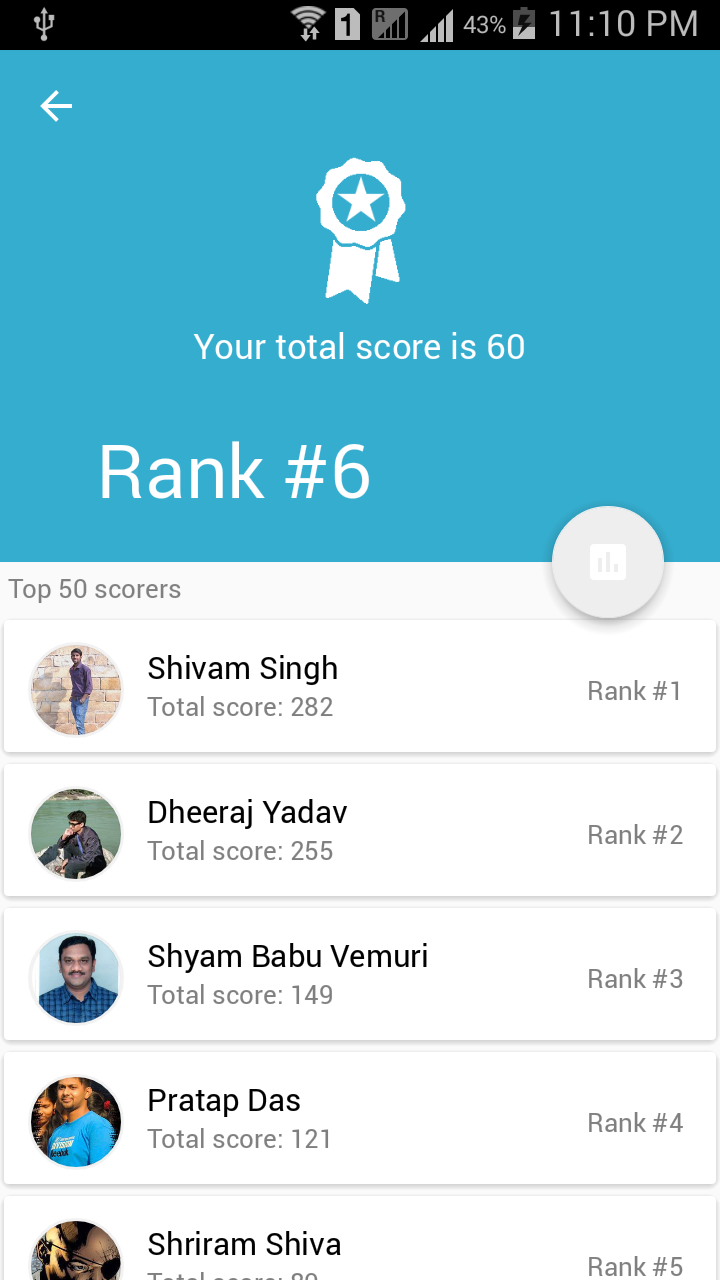 1 R 43% 11:10 PM
Your total score is 60
Rank #6
Top 50 scorers
Shivam Singh
Total score: 282
Rank #1
Dheeraj Yadav
Total score: 255
Rank #2
Shyam Babu Vemuri
Total score: 149
Rank #3
Pratap Das
Total score: 121
Rank #4
Shriram Shiva
Total score:
Rank #5